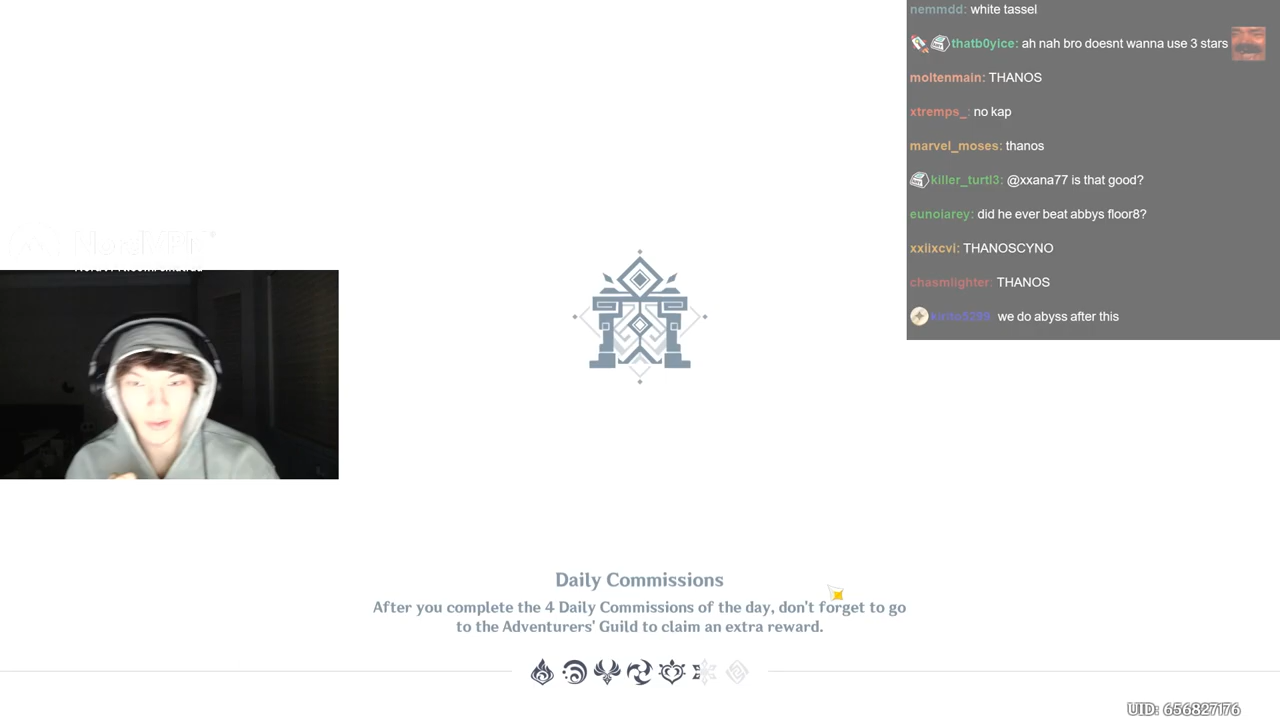 nemmdd: white tassel
thatb0yice: ah nah bro doesnt wanna use 3 stars
moltenmain: THANOS
xtremps_: no kap
marvel_moses: thanos
killer_turtl3: @xxana77 is that good?
eunoiarey: did he ever beat abbys floor8?
xxiixcvi: THANOSCYNO
chasmlighter: THANOS
we do abyss after this
NordVPN
Daily Commissions
After you complete the 4 Daily Commissions of the day, don't forget to go
to the Adventurers' Guild to claim an extra reward.
UID: 656827176